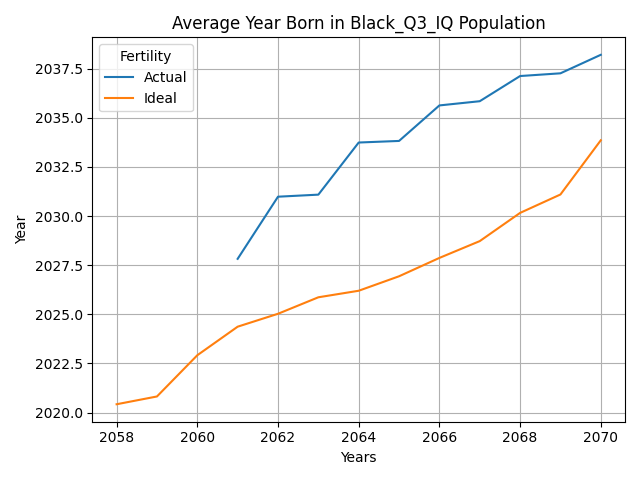 Average Year Born in Black_Q3_IQ Population
Fertility
Actual
Ideal
Year
2037.5
2035.0
2032.5
2030.0
2027.5
2025.0
2022.5
2020.0
2058 2060 2062 2064 2066 2068 2070
Years